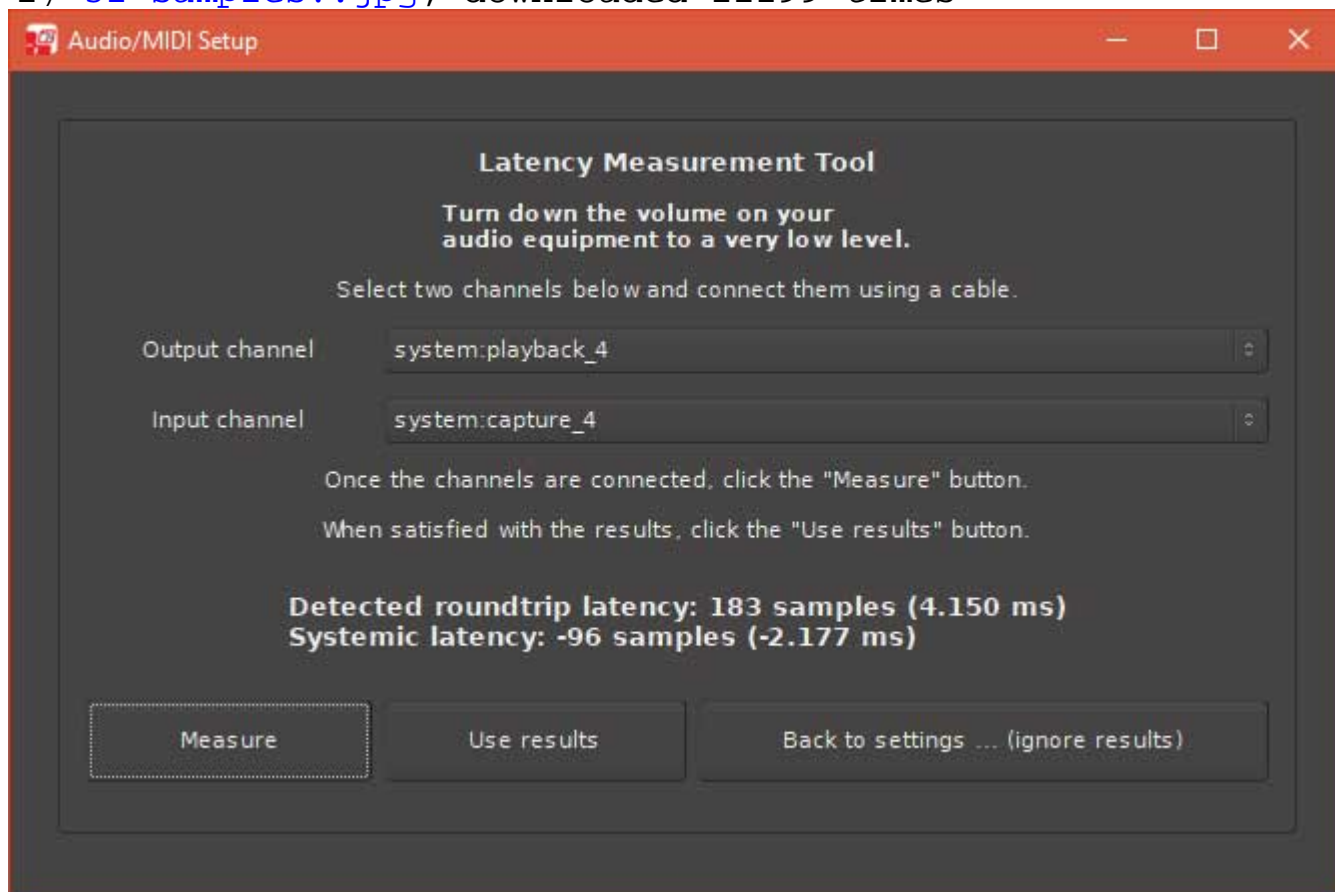 downloaded times
Audio/MIDI Setup
Latency Measurement Tool
Turn down the volume on your
audio equipment to a very low level.
Select two channels below and connect them using a cable.
Output channel system:playback_4
Input channel system:capture_4
Once the channels are connected, click the "Measure" button.
When satisfied with the results, click the "Use results" button.
Detected roundtrip latency: 183 samples (4.150 ms)
Systemic latency: -96 samples (-2.177 ms)
Measure Use results Back to settings ... (ignore results)